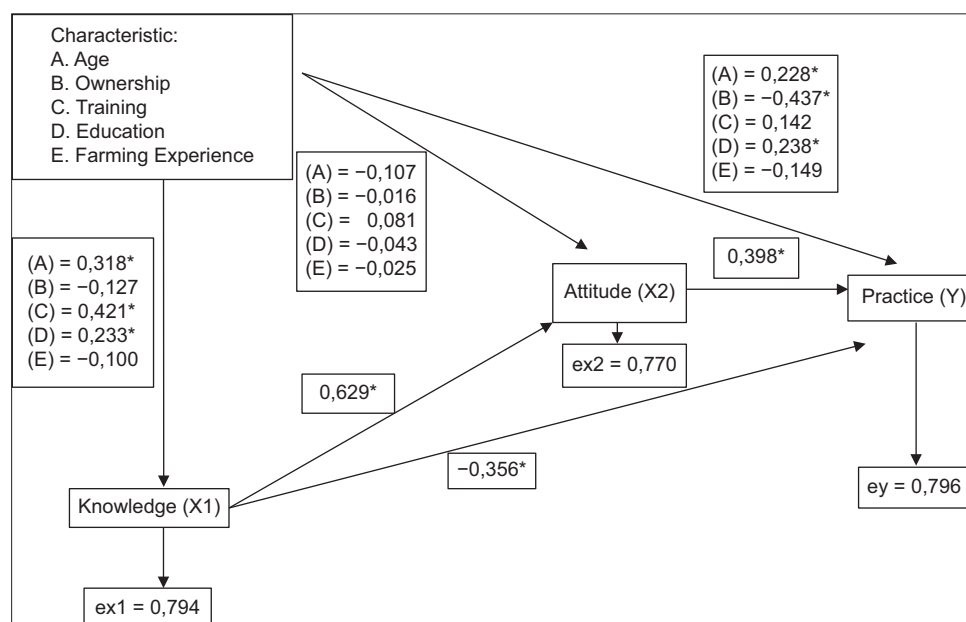 Characteristic:
A. Age
B. Ownership
C. Training
D. Education
E. Farming Experience
(A) = 0,228*
(B) = −0,437*
(C) = 0,142
(D) = 0,238*
(E) = −0,149
(A) = −0,107
(B) = −0,016
(C) = 0,081
(D) = −0,043
(E) = −0,025
(A) = 0,318*
(B) = −0,127
(C) = 0,421*
(D) = 0,233*
(E) = −0,100
0,398*
Attitude (X2)
Practice (Y)
ex2 = 0,770
0,629*
−0,356*
Knowledge (X1)
ey = 0,796
ex1 = 0,794